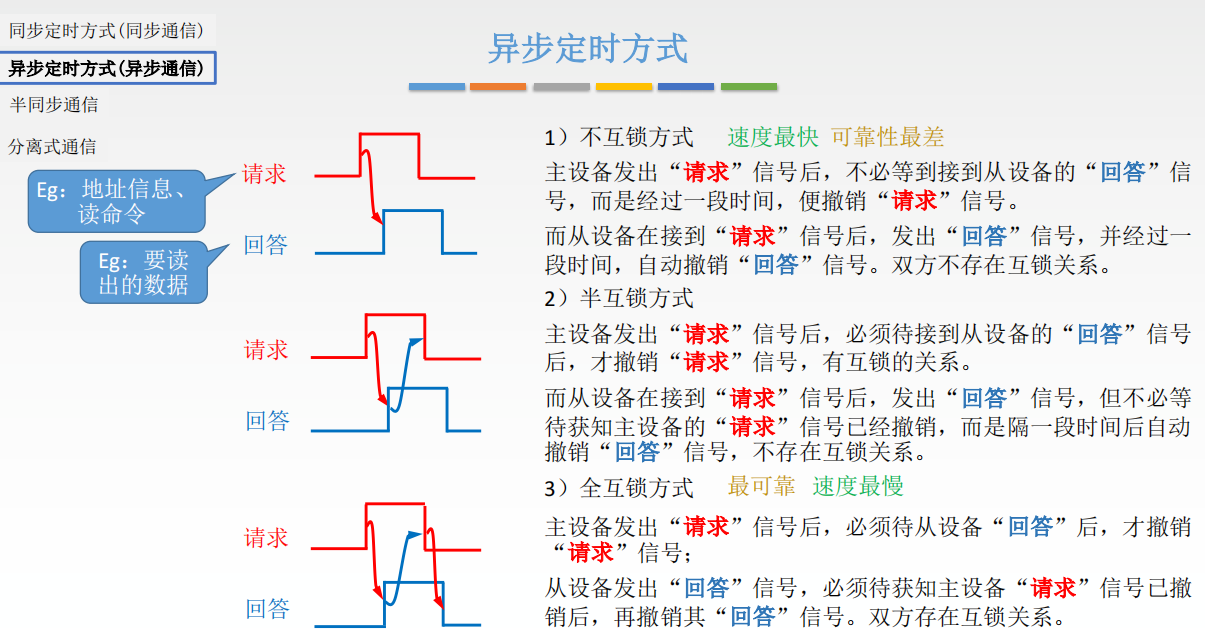 同步定时方式(同步通信)
异步定时方式(异步通信)
半同步通信
分离式通信
异步定时方式
Eg：地址信息、
读命令
Eg：要读
出的数据
请求
回答
1）不互锁方式 速度最快 可靠性最差
主设备发出“请求”信号后，不必等到接到从设备的“回答”信
号，而是经过一段时间，便撤销“请求”信号。
而从设备在接到“请求”信号后，发出“回答”信号，并经过一
段时间，自动撤销“回答”信号。双方不存在互锁关系。
请求
回答
2）半互锁方式
主设备发出“请求”信号后，必须待接到从设备的“回答”信号
后，才撤销“请求”信号，有互锁的关系。
而从设备在接到“请求”信号后，发出“回答”信号，但不必等
待获知主设备的“请求”信号已经撤销，而是隔一段时间后自动
撤销“回答”信号，不存在互锁关系。
请求
回答
3）全互锁方式 最可靠 速度最慢
主设备发出“请求”信号后，必须待从设备“回答”后，才撤销
“请求”信号；
从设备发出“回答”信号，必须待获知主设备“请求”信号已撤
销后，再撤销其“回答”信号。双方存在互锁关系。